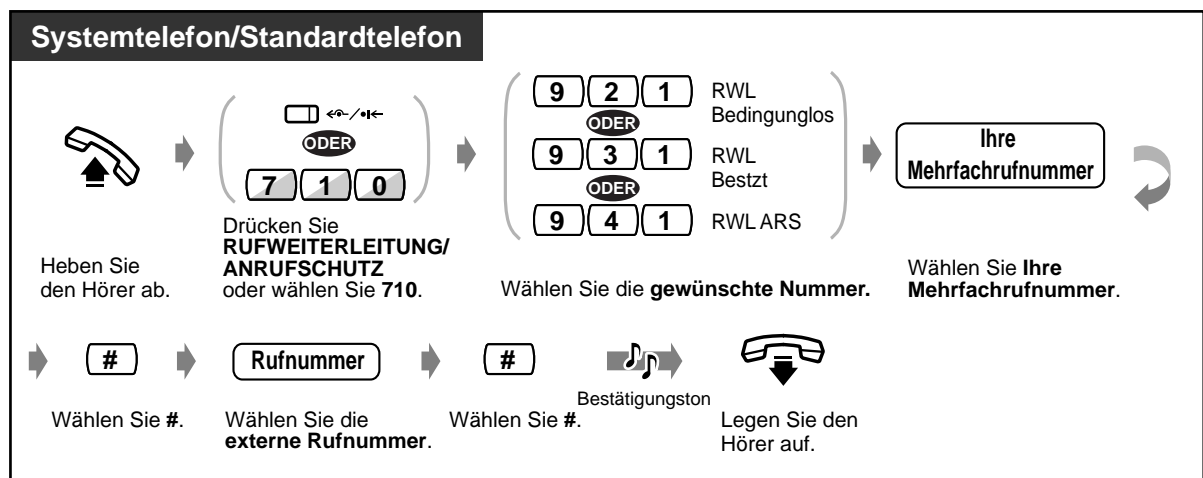 Systemtelefon/Standardtelefon
Heben Sie
den Hörer ab.
ODER
7 1 0
Drücken Sie
RUFWEITERLEITUNG/
ANRUFSCHUTZ
oder wählen Sie 710.
9 2 1 RWL
Bedingunglos
ODER
9 3 1 RWL
Bestzt
ODER
9 4 1 RWL ARS
Wählen Sie die gewünschte Nummer.
Ihre
Mehrfachrufnummer
Wählen Sie Ihre
Mehrfachrufnummer.
#
Wählen Sie #.
Rufnummer
Wählen Sie die
externe Rufnummer.
#
Wählen Sie #.
Bestätigungston
Legen Sie den
Hörer auf.